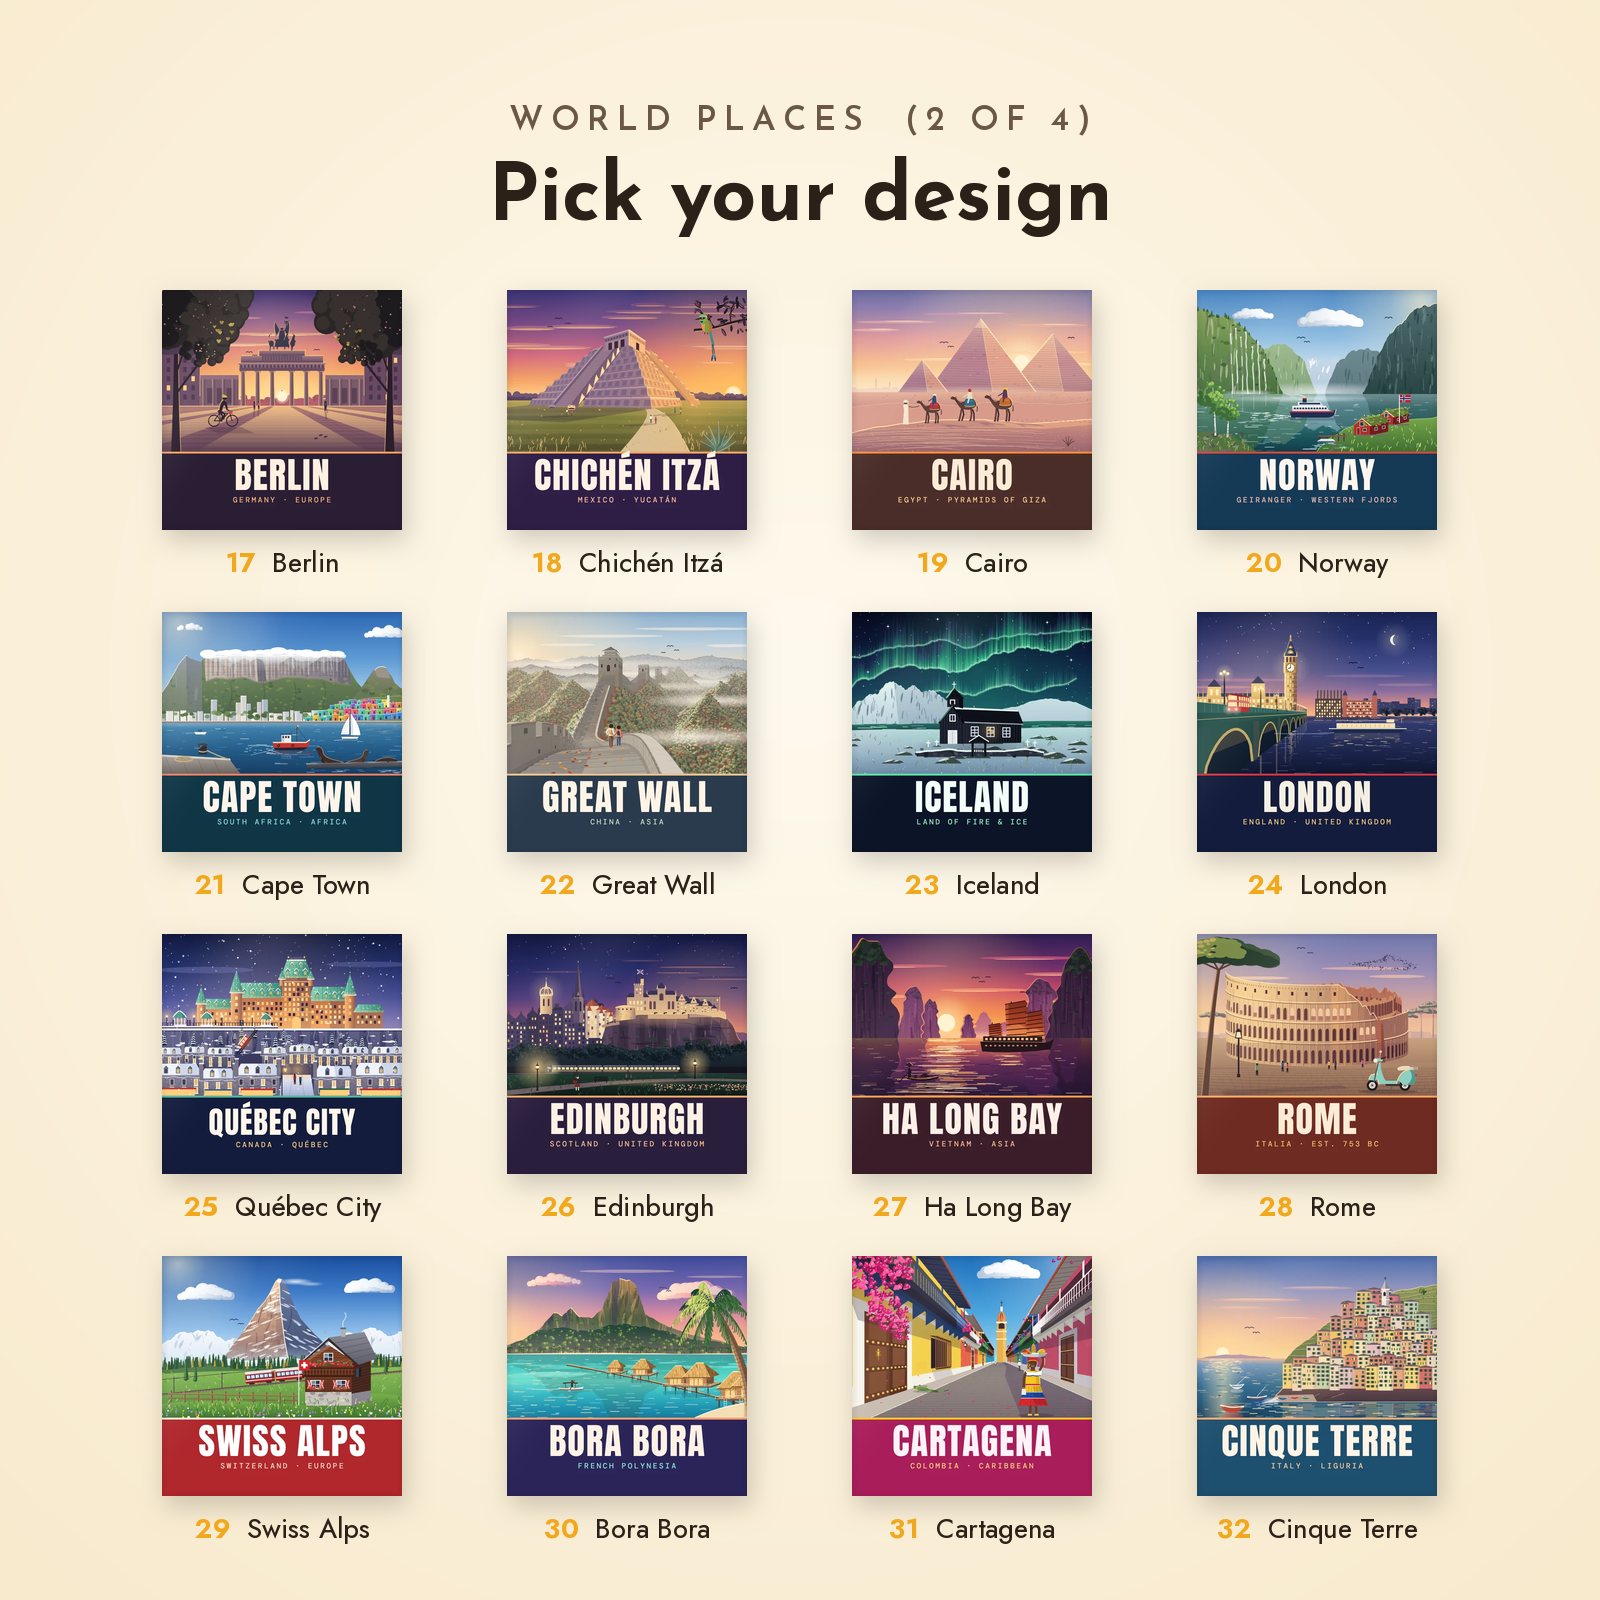 WORLD PLACES (2 OF 4)
Pick your design
BERLIN
GERMANY · EUROPE
17 Berlin
CHICHÉN ITZÁ
MEXICO · YUCATÁN
18 Chichén Itzá
CAIRO
EGYPT · PYRAMIDS OF GIZA
19 Cairo
NORWAY
GEIRANGER · WESTERN FJORDS
20 Norway
CAPE TOWN
SOUTH AFRICA · AFRICA
21 Cape Town
GREAT WALL
CHINA · ASIA
22 Great Wall
ICELAND
LAND OF FIRE & ICE
23 Iceland
LONDON
ENGLAND · UNITED KINGDOM
24 London
QUÉBEC CITY
CANADA · QUÉBEC
25 Québec City
EDINBURGH
SCOTLAND · UNITED KINGDOM
26 Edinburgh
HA LONG BAY
VIETNAM · ASIA
27 Ha Long Bay
ROME
ITALIA · EST. 753 BC
28 Rome
SWISS ALPS
SWITZERLAND · EUROPE
29 Swiss Alps
BORA BORA
FRENCH POLYNESIA
30 Bora Bora
CARTAGENA
COLOMBIA · CARIBBEAN
31 Cartagena
CINQUE TERRE
ITALY · LIGURIA
32 Cinque Terre